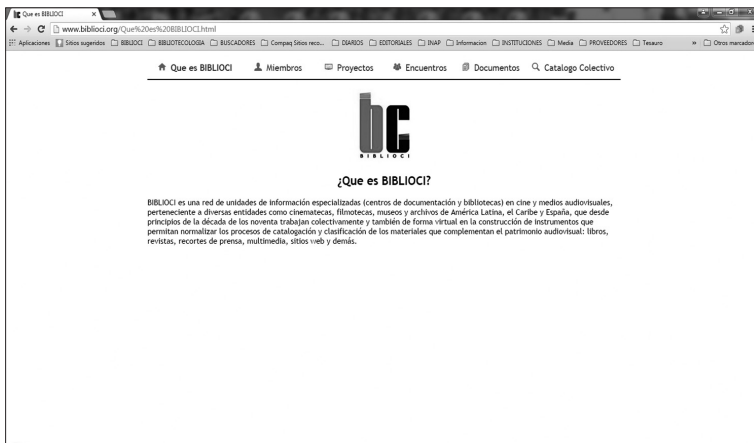 Que es BIBLIOCI
www.biblioci.org/Que%20es%20BIBLIOCI.html
Aplicaciones Sitios sugeridos BIBLIOCI BIBLIOTECOLOGIA BUSCADORES Compaq Sitios reco... DIARIOS EDITORIALES INAP Informacion INSTITUCIONES Media PROVEEDORES Tesauro » Otros marcadores
Que es BIBLIOCI Miembros Proyectos Encuentros Documentos Catalogo Colectivo
bc
BIBLIOCI
¿Que es BIBLIOCI?
BIBLIOCI es una red de unidades de información especializadas (centros de documentación y bibliotecas) en cine y medios audiovisuales,
perteneciente a diversas entidades como cinematecas, filmotecas, museos y archivos de América Latina, el Caribe y España, que desde
principios de la década de los noventa trabajan colectivamente y también de forma virtual en la construcción de instrumentos que
permitan normalizar los procesos de catalogación y clasificación de los materiales que complementan el patrimonio audiovisual: libros,
revistas, recortes de prensa, multimedia, sitios web y demás.